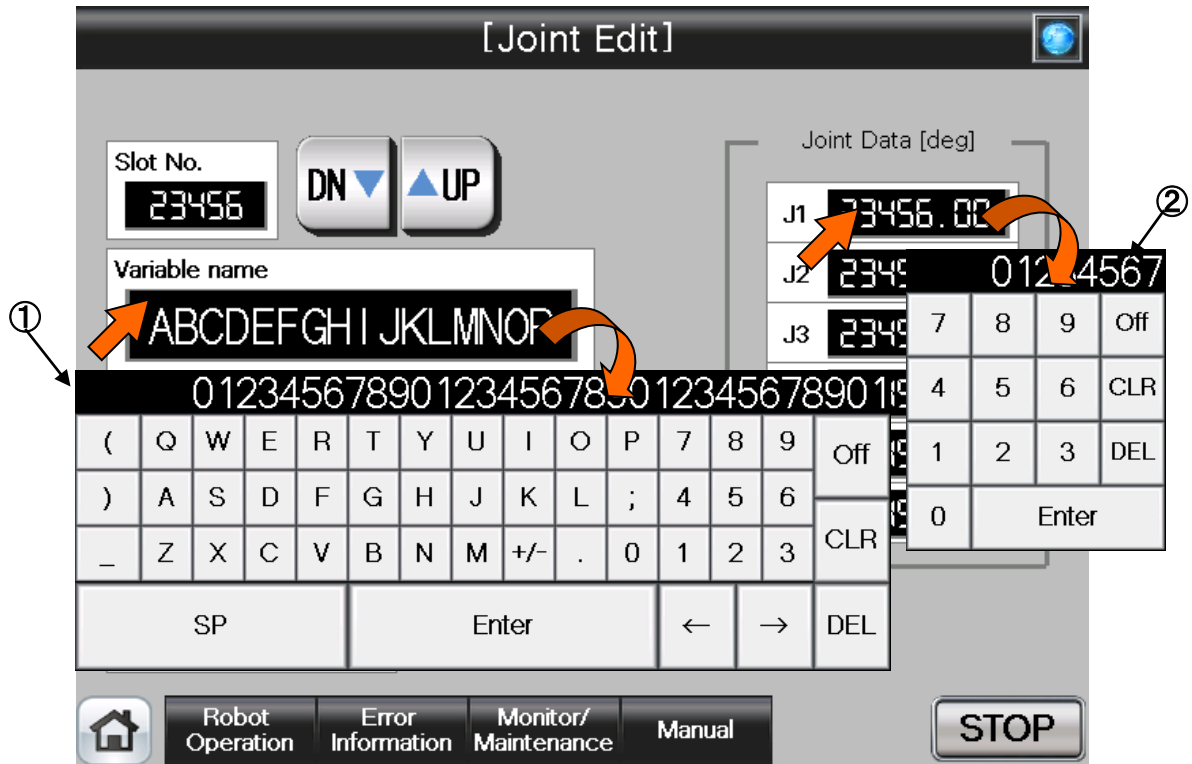 [Joint Edit]
Slot No.
23456
DN
UP
Joint Data [deg]
J1
23456.00
②
Variable name
ABCDEFGHIJKLMNOP
J2
J3
①
01234567
7 8 9 Off
4 5 6 CLR
1 2 3 DEL
0 Enter
( Q W E R T Y U I O P 7 8 9 Off
) A S D F G H J K L ; 4 5 6
_ Z X C V B N M +/- . 0 1 2 3 CLR
SP Enter ← → DEL
Robot Operation
Error Information
Monitor/ Maintenance
Manual
STOP